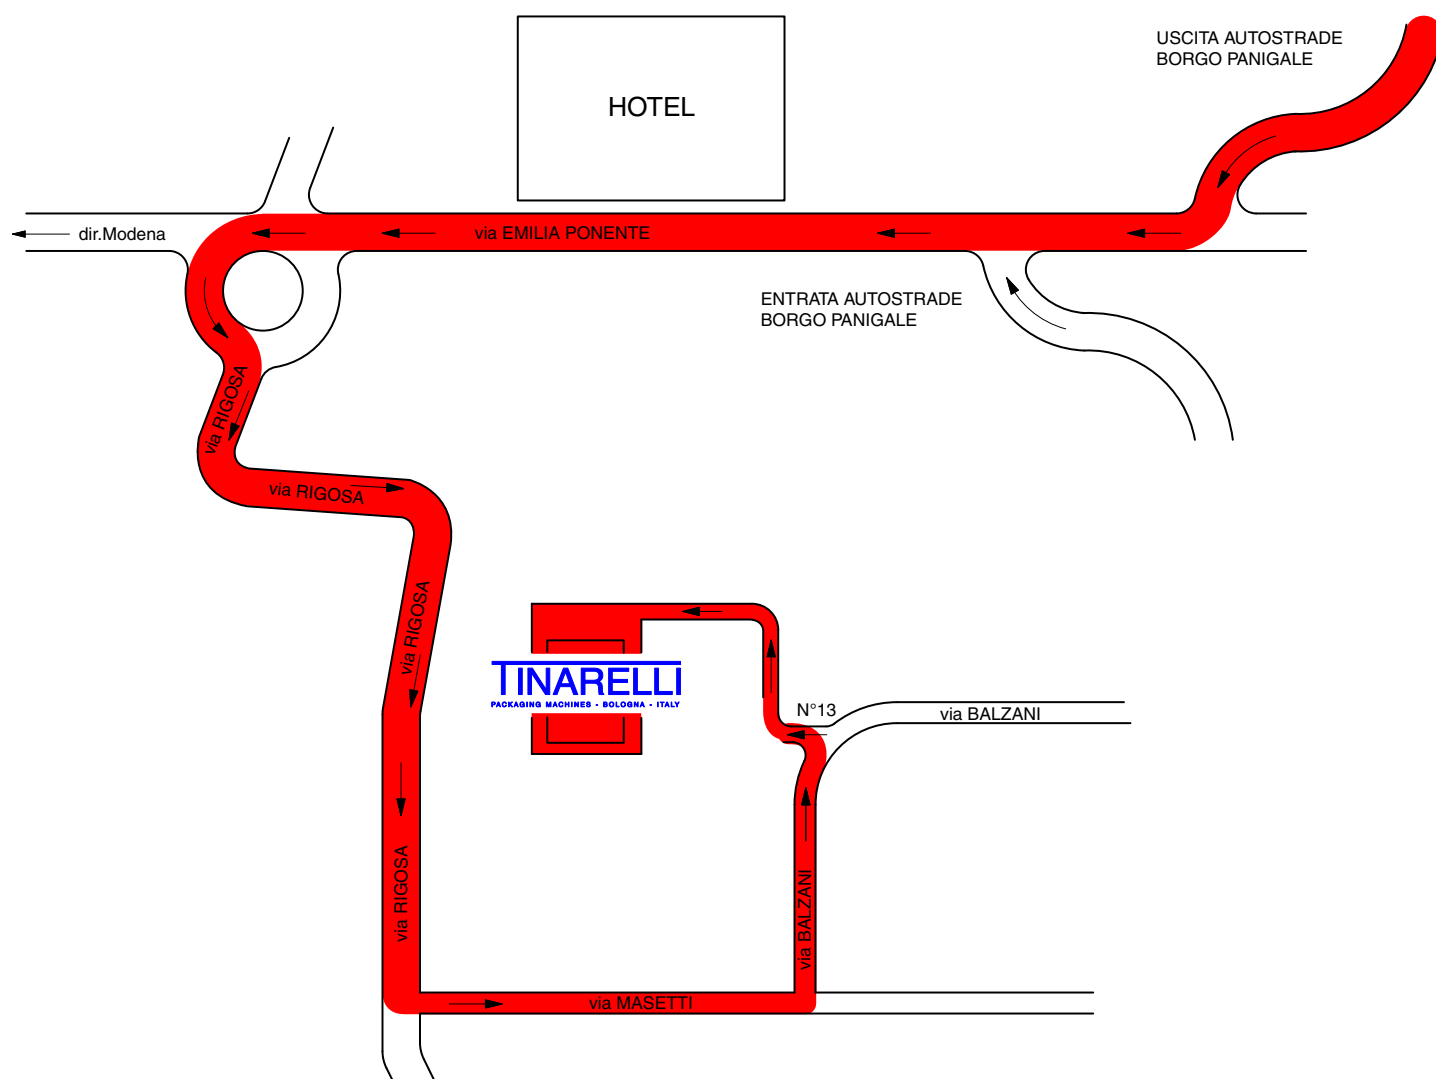 USCITA AUTOSTRADE
BORGO PANIGALE
HOTEL
dir.Modena
via EMILIA PONENTE
ENTRATA AUTOSTRADE
BORGO PANIGALE
via RIGOSA
via RIGOSA
via RIGOSA
TINARELLI
PACKAGING MACHINES - BOLOGNA - ITALY
N°13
via BALZANI
via RIGOSA
via BALZANI
via MASETTI